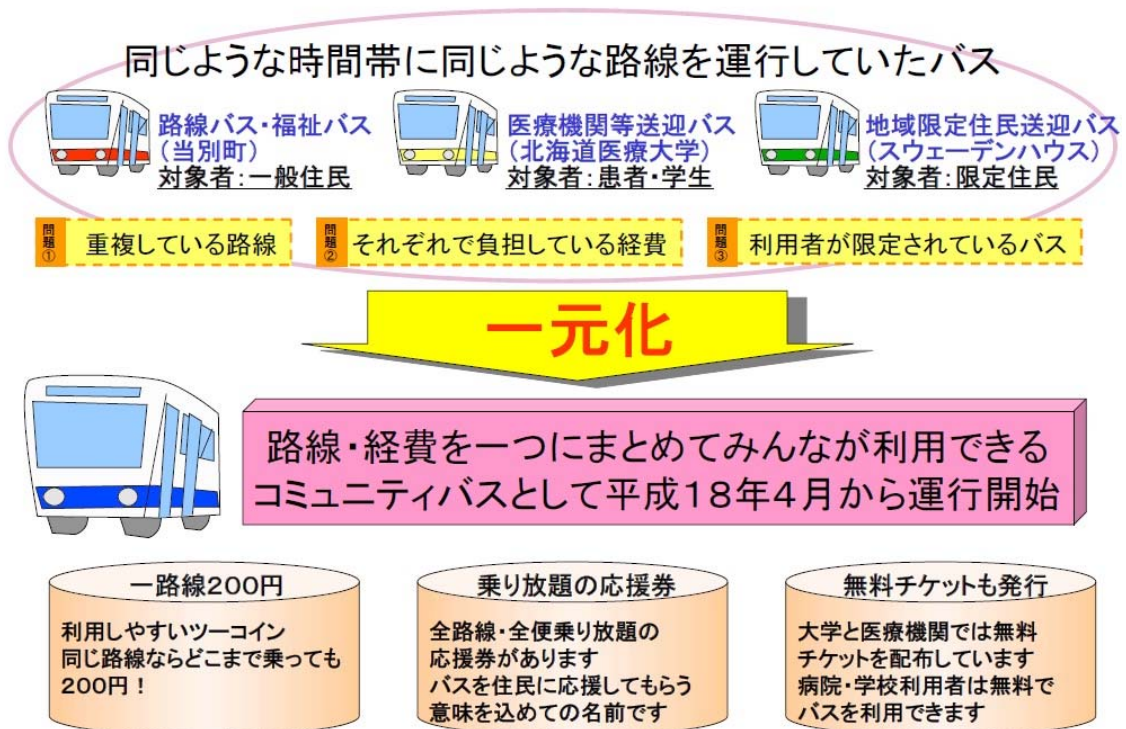 同じような時間帯に同じような路線を運行していたバス
路線バス・福祉バス
(当別町)
対象者:一般住民
医療機関等送迎バス
(北海道医療大学)
対象者:患者・学生
地域限定住民送迎バス
(スウェーデンハウス)
対象者:限定住民
問題① 重複している路線
問題② それぞれで負担している経費
問題③ 利用者が限定されているバス
一元化
路線・経費を一つにまとめてみんなが利用できる
コミュニティバスとして平成18年4月から運行開始
一路線200円
利用しやすいツーコイン
同じ路線ならどこまで乗っても
200円!
乗り放題の応援券
全路線・全便乗り放題の
応援券があります
バスを住民に応援してもらう
意味を込めての名前です
無料チケットも発行
大学と医療機関では無料
チケットを配布しています
病院・学校利用者は無料で
バスを利用できます